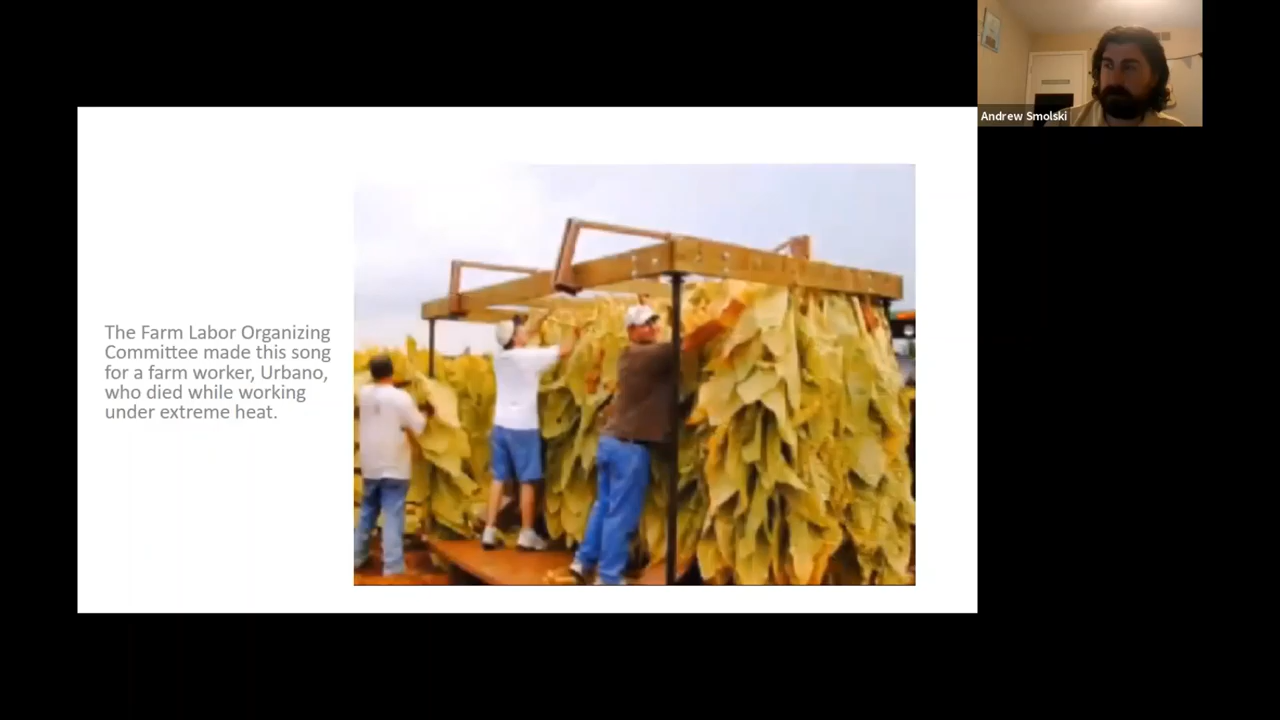 Andrew Smolski
The Farm Labor Organizing
Committee made this song
for a farm worker, Urbano,
who died while working
under extreme heat.